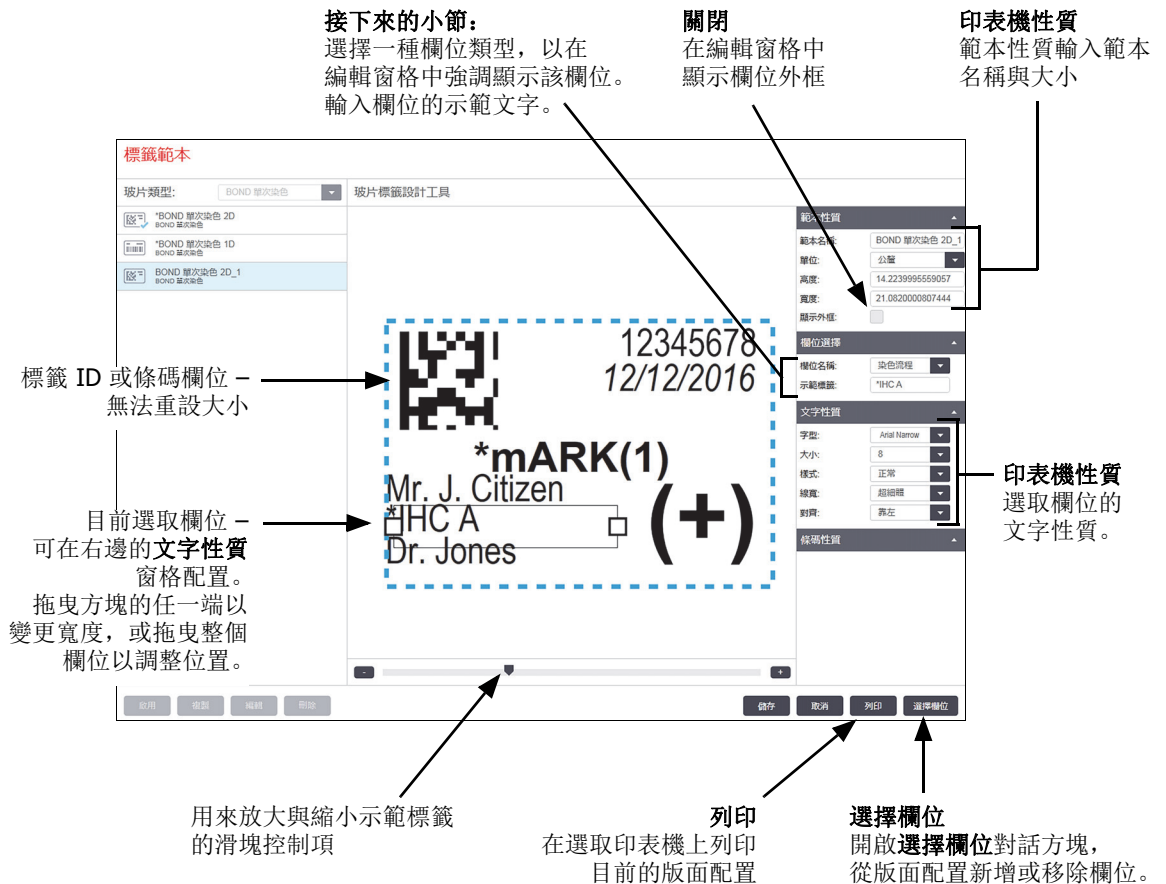 接下來的小節：
選擇一種欄位類型，以在
編輯窗格中強調顯示該欄位。
輸入欄位的示範文字。
關閉
在編輯窗格中
顯示欄位外框
印表機性質
範本性質輸入範本
名稱與大小
標籤範本
玻片類型:
BOND 單次染色
玻片標籤設計工具
*BOND 單次染色 2D
BOND 單次染色
*BOND 單次染色 1D
BOND 單次染色
BOND 單次染色 2D_1
BOND 單次染色
範本性質
範本名稱:
BOND 單次染色 2D_1
單位:
公釐
高度:
14.2239995559057
寬度:
21.0820000807444
顯示外框:
欄位選擇
欄位名稱:
染色流程
示範標籤:
*IHC A
文字性質
字型:
Arial Narrow
大小:
8
樣式:
正常
線寬:
超細體
對齊:
靠左
條碼性質
12345678
12/12/2016
*mARK(1)
Mr. J. Citizen
*IHC A
Dr. Jones
(+)
標籤 ID 或條碼欄位 –
無法重設大小
目前選取欄位 –
可在右邊的文字性質
窗格配置。
拖曳方塊的任一端以
變更寬度，或拖曳整個
欄位以調整位置。
印表機性質
選取欄位的
文字性質。
-
+
啟用
複製
編輯
刪除
儲存
取消
列印
選擇欄位
用來放大與縮小示範標籤
的滑塊控制項
列印
在選取印表機上列印
目前的版面配置
選擇欄位
開啟選擇欄位對話方塊，
從版面配置新增或移除欄位。